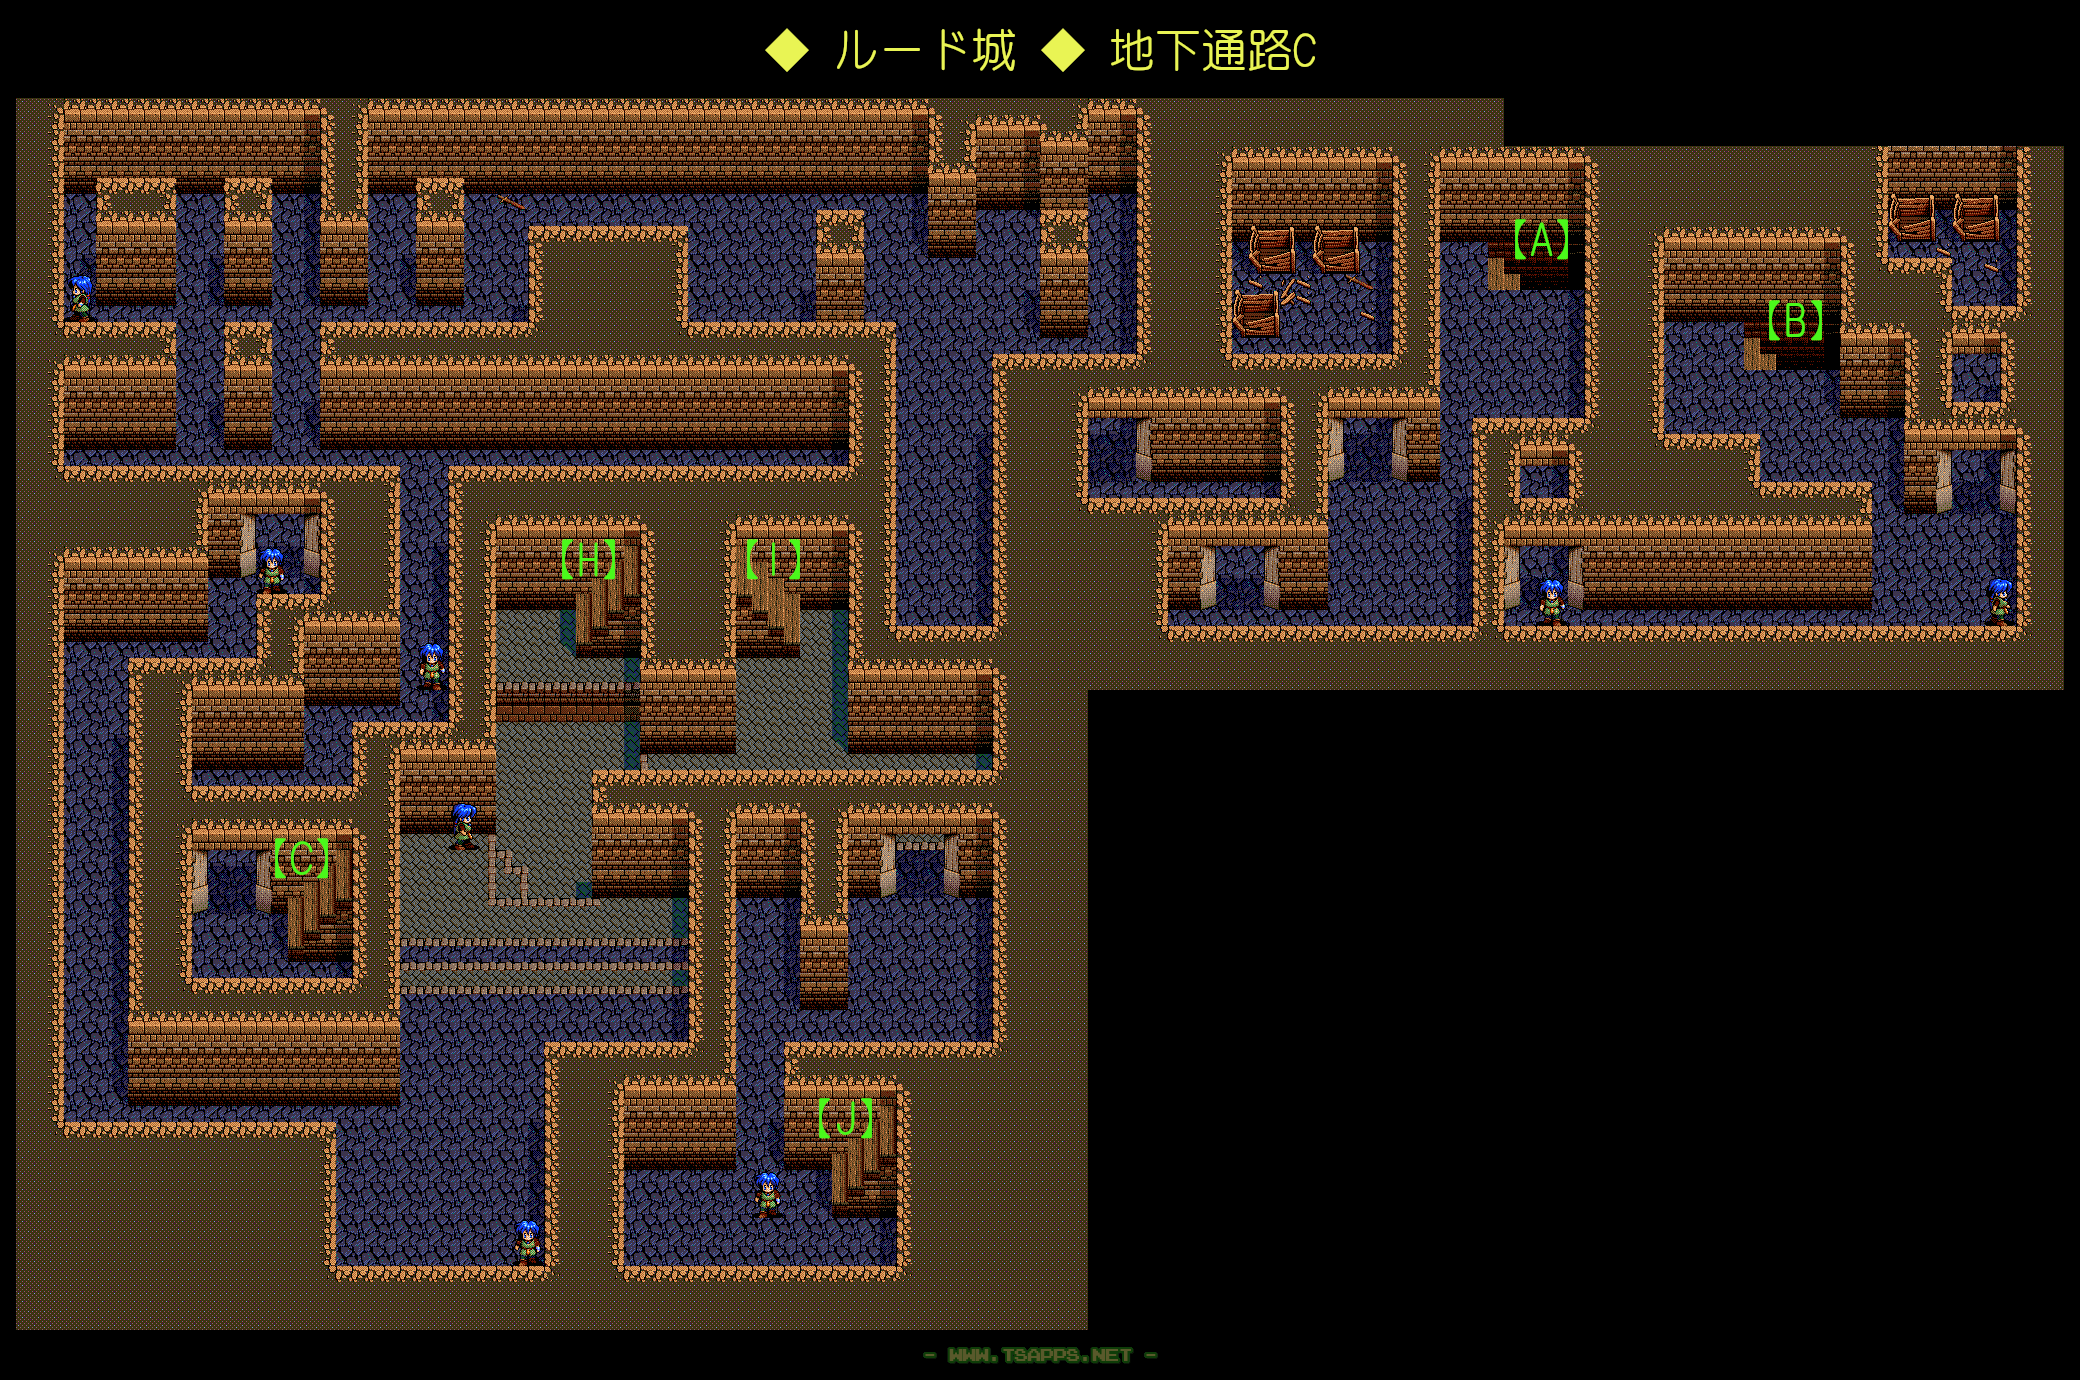 ◆ ルード城 ◆ 地下通路C
【A】
【B】
【H】 【I】
【C】
【J】
- WWW.TSAPPS.NET -